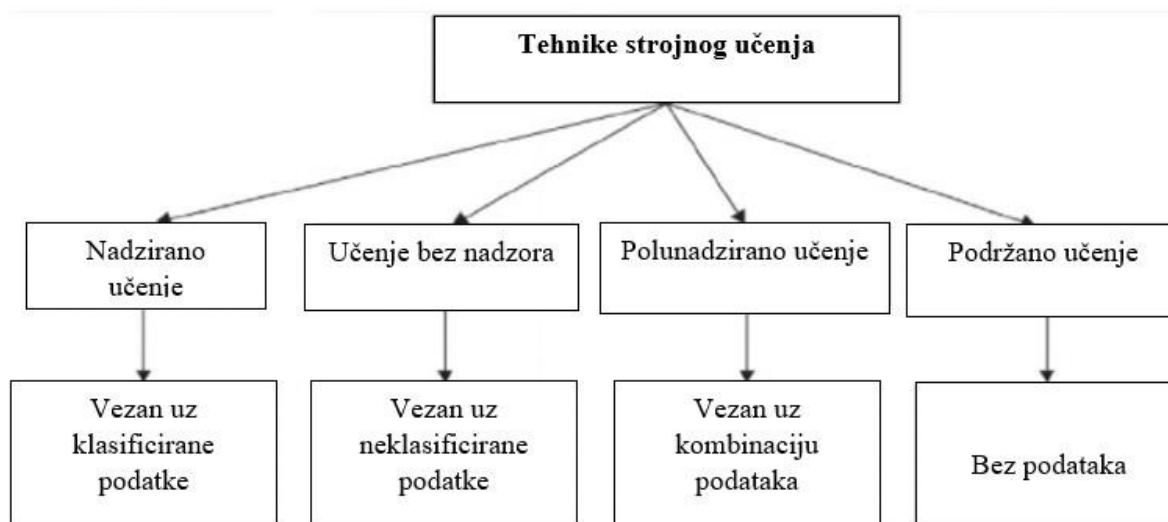 Tehnike strojnog učenja
Nadzirano
učenje
Učenje bez nadzora
Polunadzirano učenje
Podržano učenje
Vezan uz
klasificirane
podatke
Vezan uz
neklasificirane
podatke
Vezan uz
kombinaciju
podataka
Bez podataka